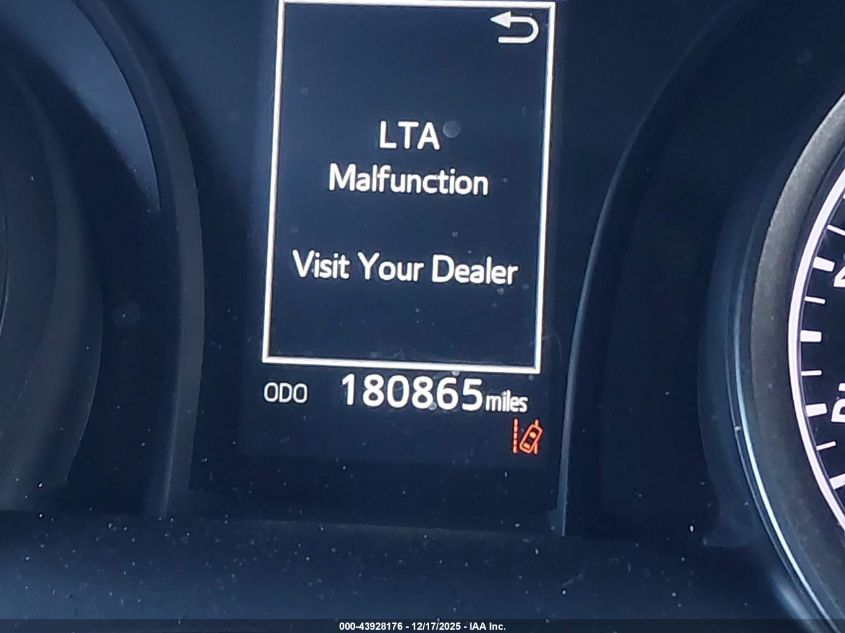 LTA
Malfunction
Visit Your Dealer
ODO 180865 miles
000-43928176 - 12/17/2025 - IAA Inc.